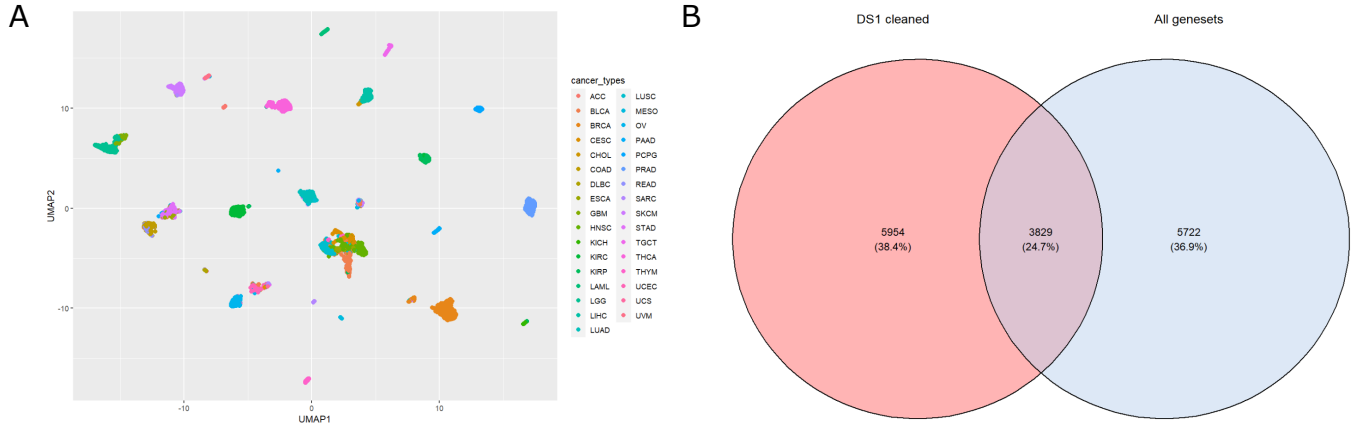 A
UMAP2
10
0
-10
-10
0
10
UMAP1
cancer_types
ACC
BLCA
BRCA
CESC
CHOL
COAD
DLBC
ESCA
GBM
HNSC
KICH
KIRC
KIRP
LAML
LGG
LIHC
LUAD
LUSC
MESO
OV
PAAD
PCPG
PRAD
READ
SARC
SKCM
STAD
TGCT
THCA
THYM
UCEC
UCS
UVM
B
DS1 cleaned
All genesets
5954
(38.4%)
3829
(24.7%)
5722
(36.9%)